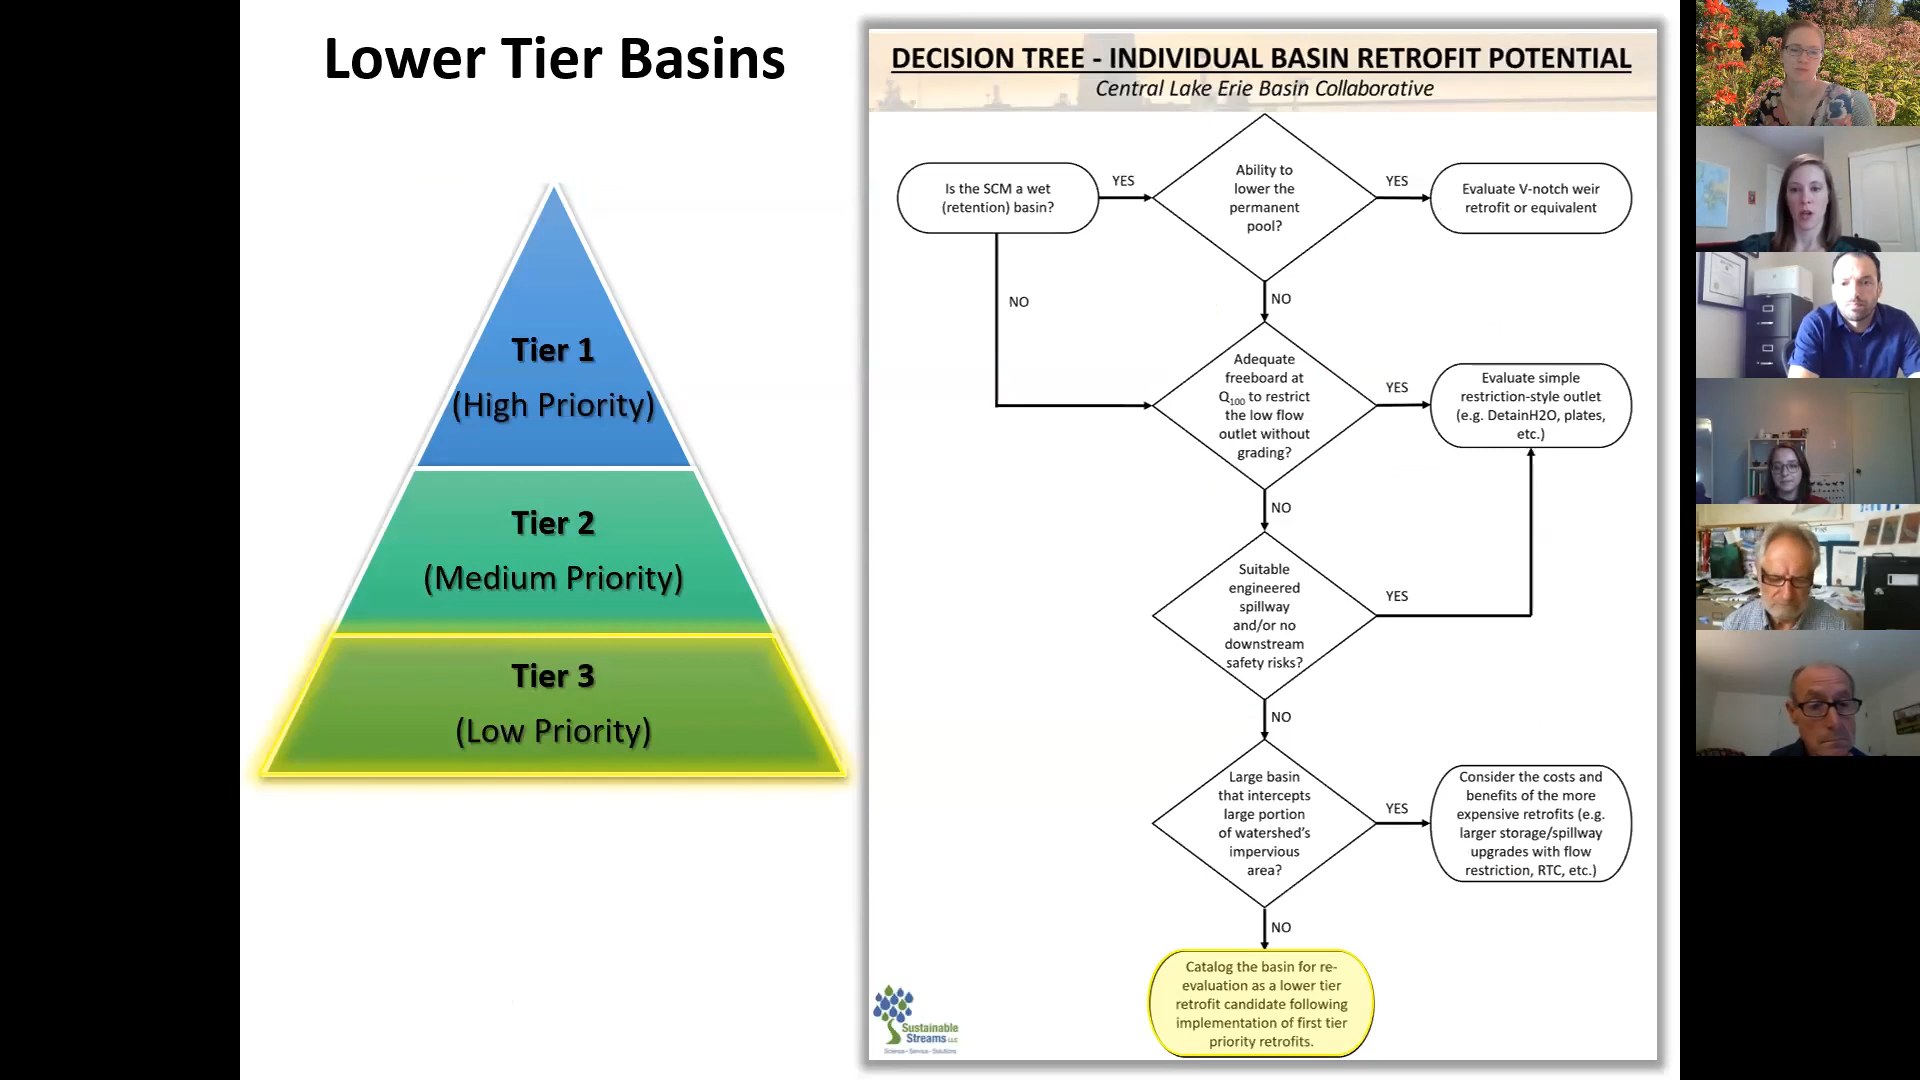 Lower Tier Basins
Tier 1
(High Priority)
Tier 2
(Medium Priority)
Tier 3
(Low Priority)
DECISION TREE - INDIVIDUAL BASIN RETROFIT POTENTIAL
Central Lake Erie Basin Collaborative
Is the SCM a wet
(retention) basin?
YES
Ability to
lower the
permanent
pool?
YES
Evaluate V-notch weir
retrofit or equivalent
NO
NO
Adequate
freeboard at
Q100 to restrict
the low flow
outlet without
grading?
YES
Evaluate simple
restriction-style outlet
(e.g. DetainH2O, plates,
etc.)
NO
Suitable
engineered
spillway
and/or no
downstream
safety risks?
YES
NO
Large basin
that intercepts
large portion
of watershed's
impervious
area?
YES
Consider the costs and
benefits of the more
expensive retrofits (e.g.
larger storage/spillway
upgrades with flow
restriction, RTC, etc.)
NO
Catalog the basin for re-
evaluation as a lower tier
retrofit candidate following
implementation of first tier
priority retrofits.
Sustainable
Streams LLC
Science – Service – Solutions